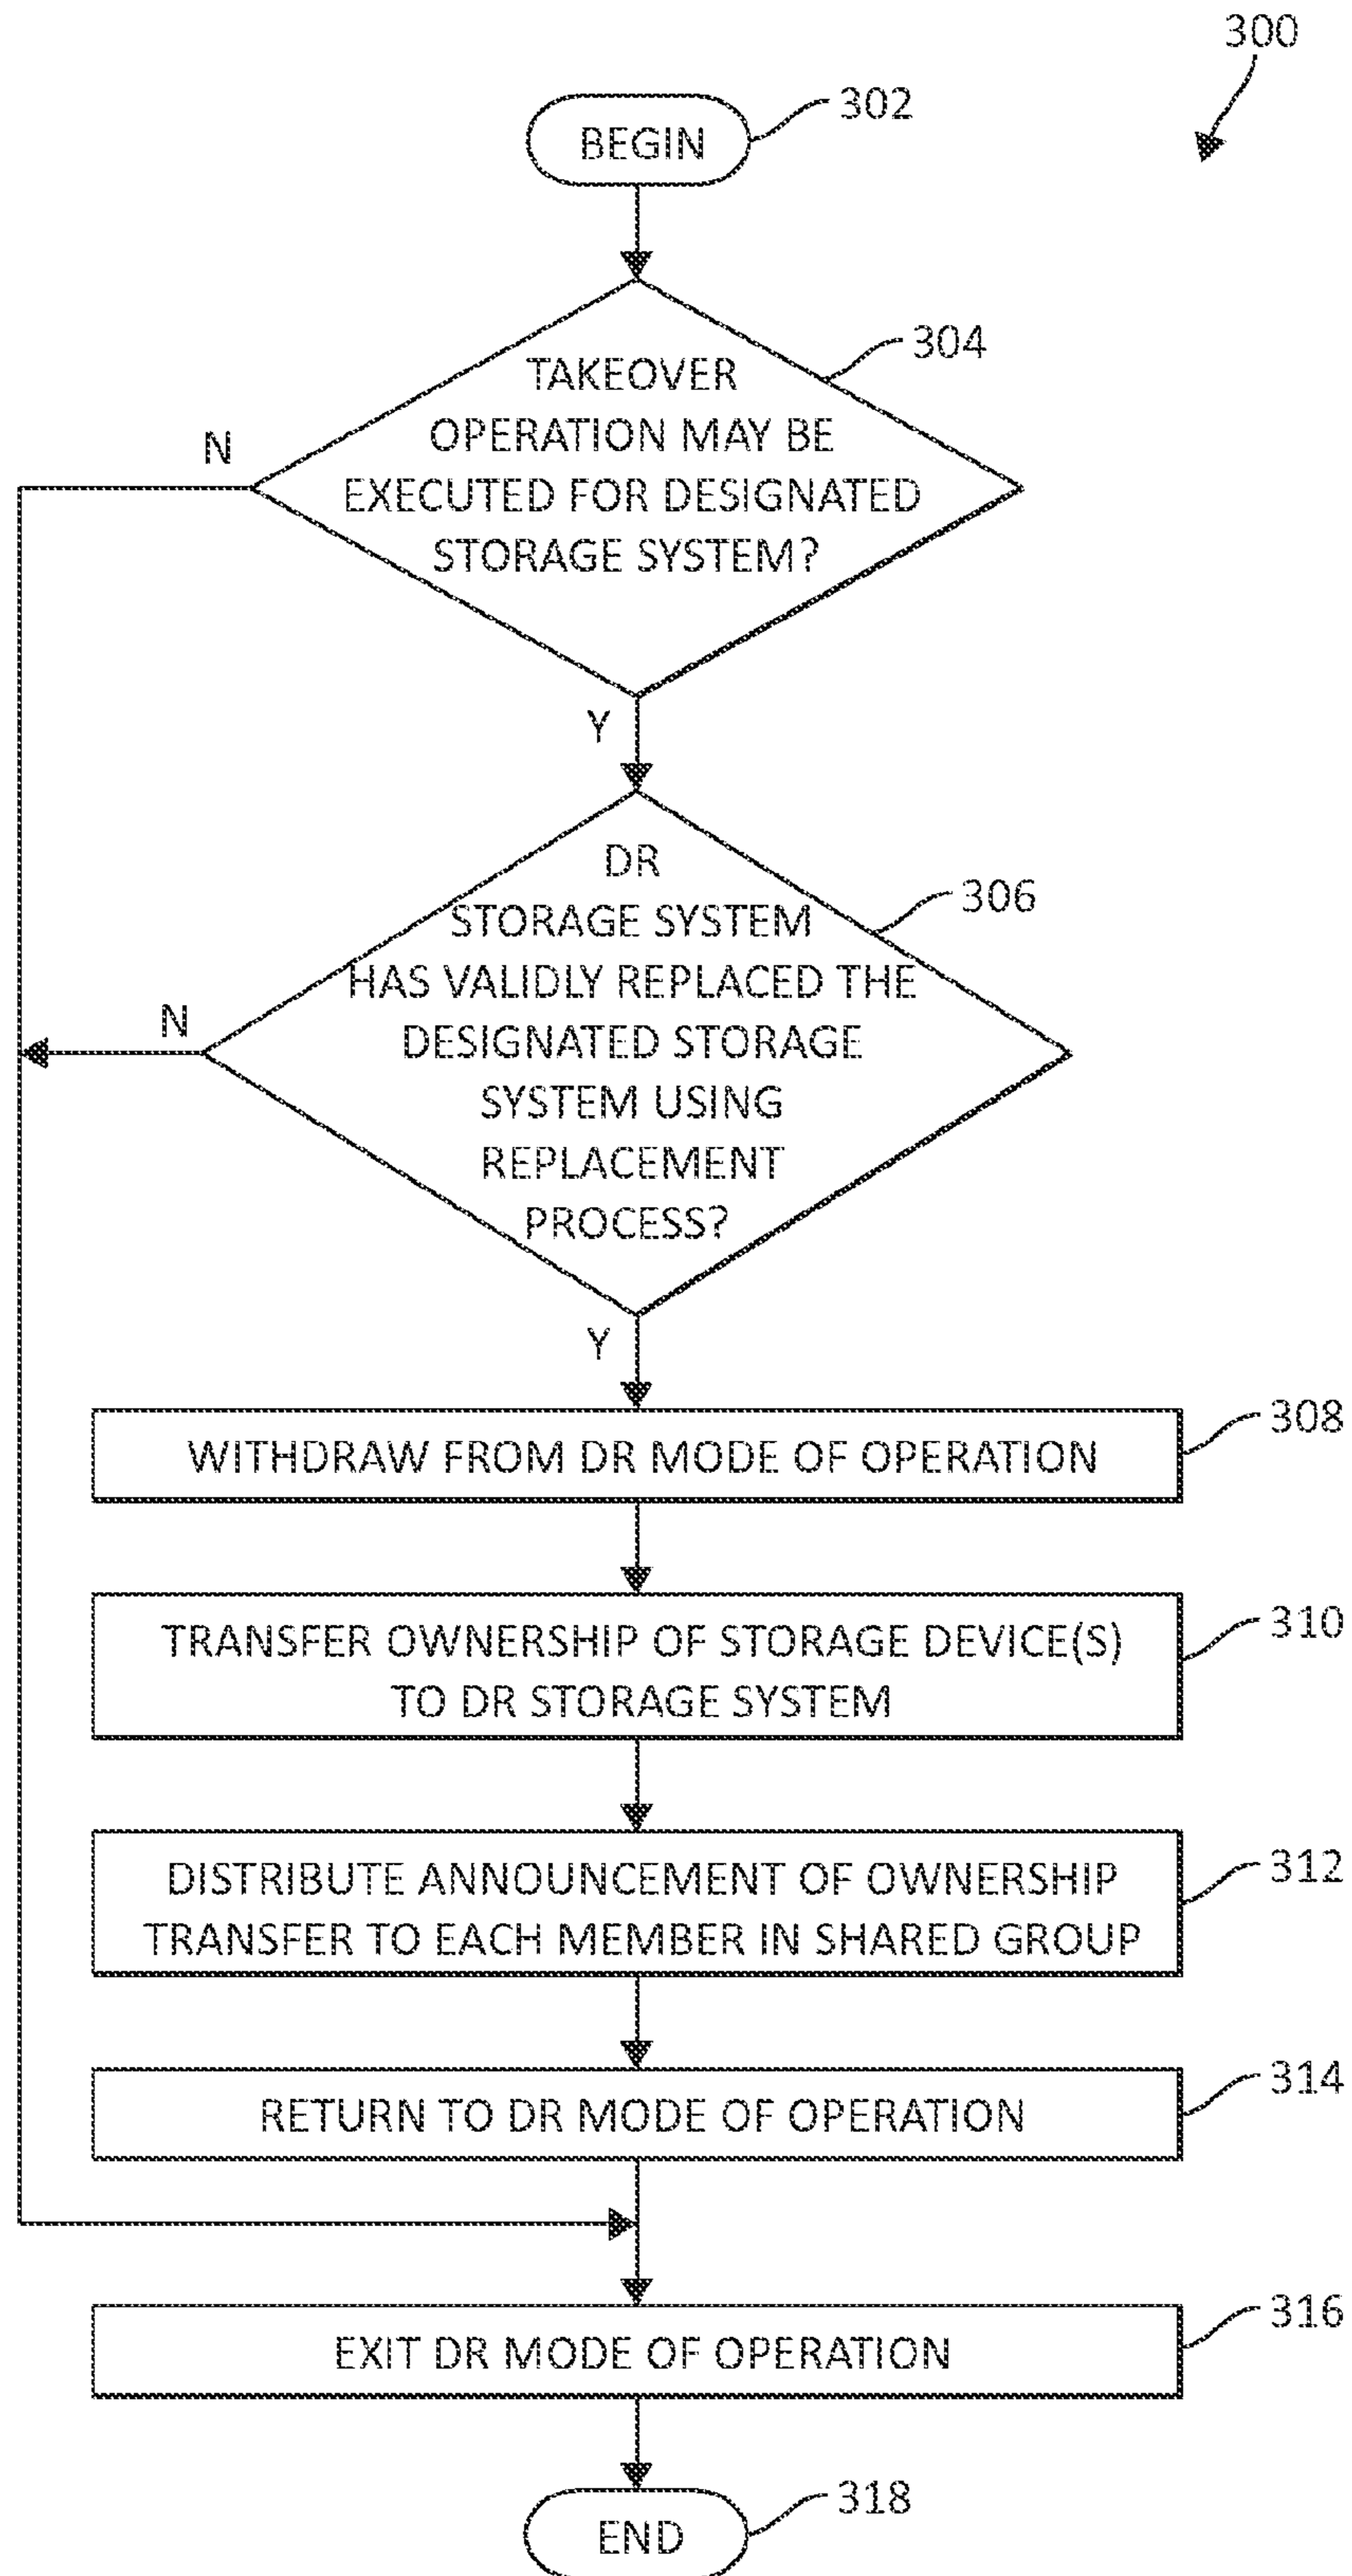 300
BEGIN
302
304
TAKEOVER
OPERATION MAY BE
EXECUTED FOR DESIGNATED
STORAGE SYSTEM?
N
Y
DR
306
STORAGE SYSTEM
HAS VALIDLY REPLACED THE
DESIGNATED STORAGE
SYSTEM USING
REPLACEMENT
PROCESS?
N
Y
308
WITHDRAW FROM DR MODE OF OPERATION
310
TRANSFER OWNERSHIP OF STORAGE DEVICE(S)
TO DR STORAGE SYSTEM
312
DISTRIBUTE ANNOUNCEMENT OF OWNERSHIP
TRANSFER TO EACH MEMBER IN SHARED GROUP
314
RETURN TO DR MODE OF OPERATION
316
EXIT DR MODE OF OPERATION
318
END